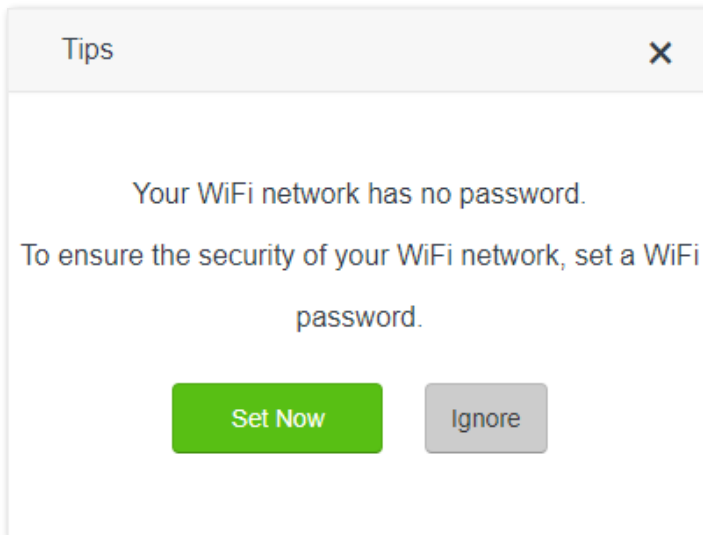 Tips
Your WiFi network has no password.
To ensure the security of your WiFi network, set a WiFi
password.
Set Now
Ignore